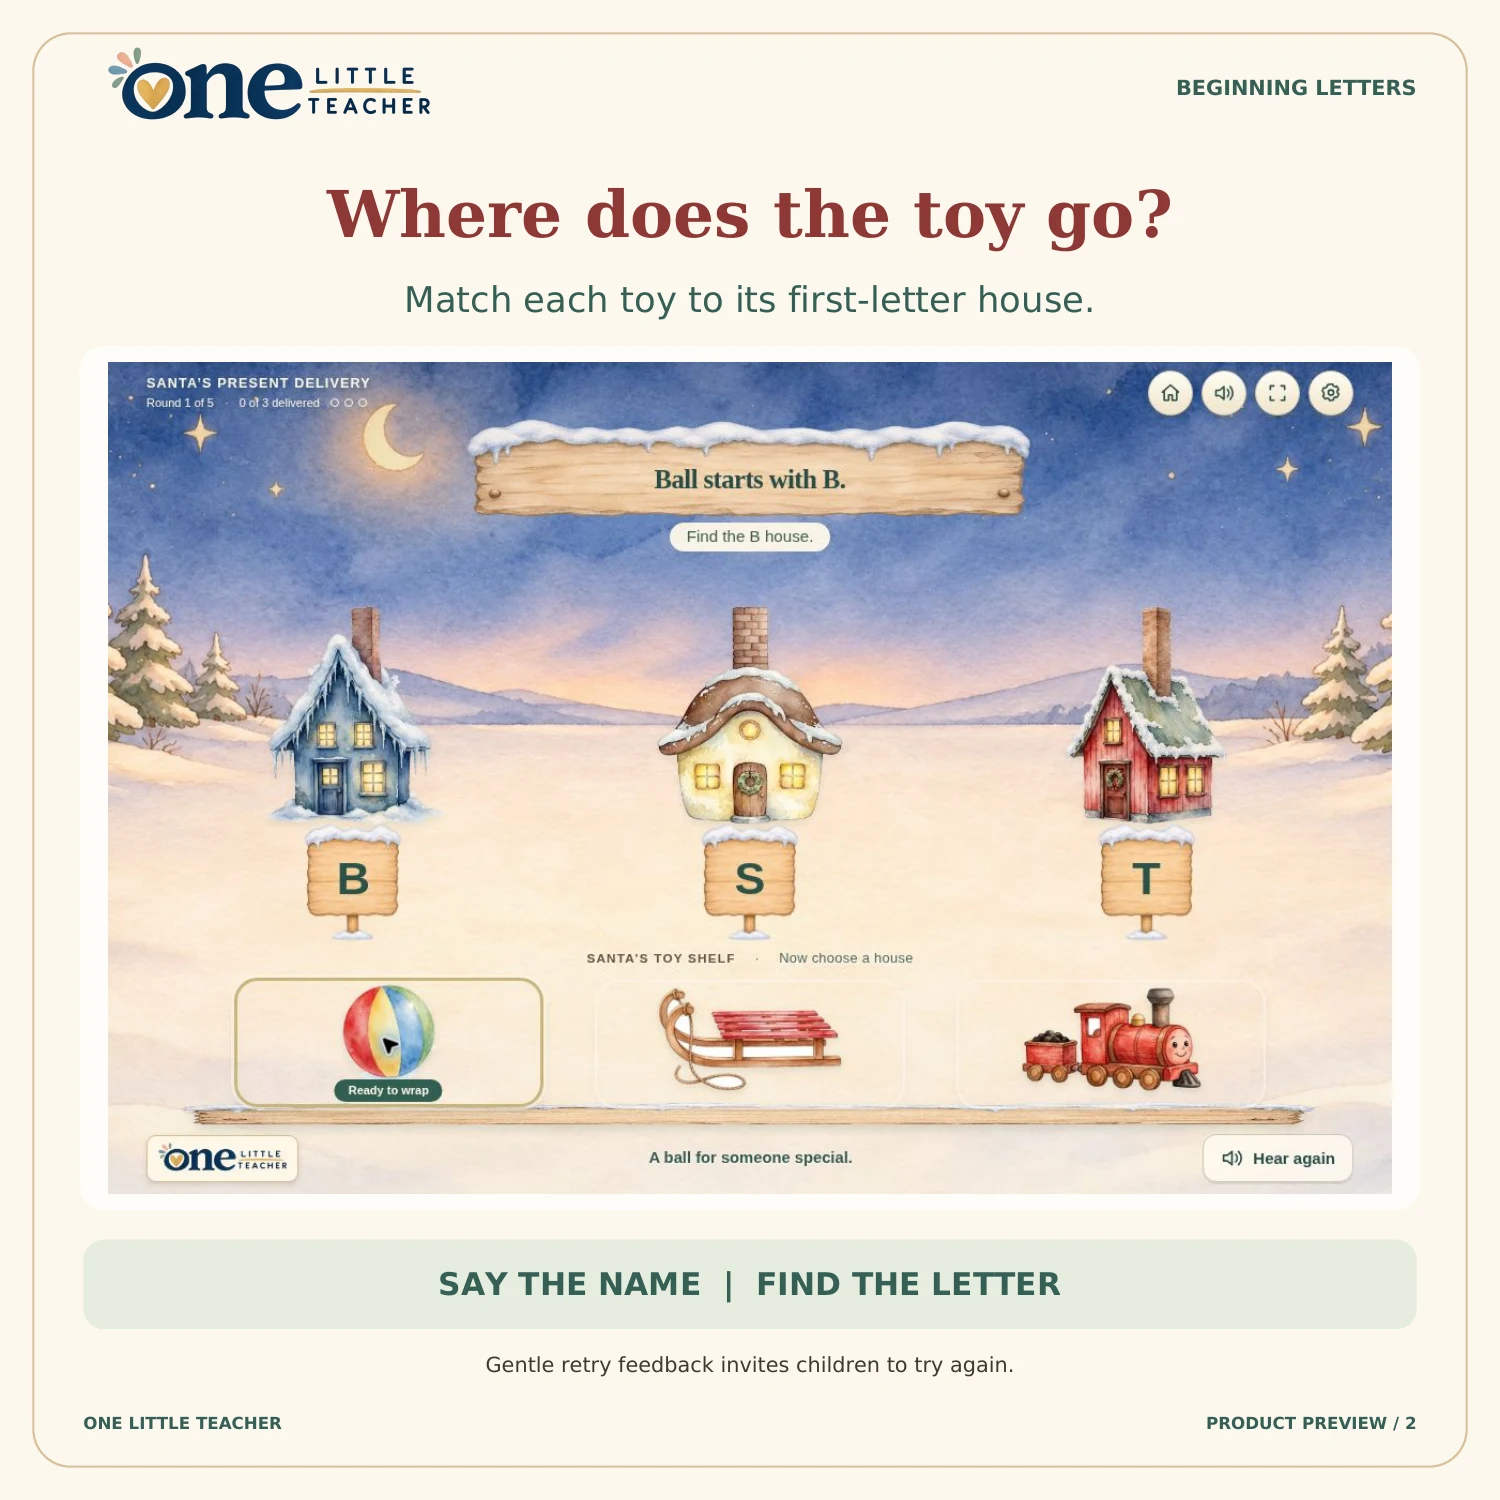 one LITTLE TEACHER
BEGINNING LETTERS
Where does the toy go?
Match each toy to its first-letter house.
SANTA'S PRESENT DELIVERY
Round 1 of 5 · 0 of 3 delivered
Ball starts with B.
Find the B house.
B
S
T
SANTA'S TOY SHELF · Now choose a house
Ready to wrap
one LITTLE TEACHER
A ball for someone special.
Hear again
SAY THE NAME | FIND THE LETTER
Gentle retry feedback invites children to try again.
ONE LITTLE TEACHER
PRODUCT PREVIEW / 2